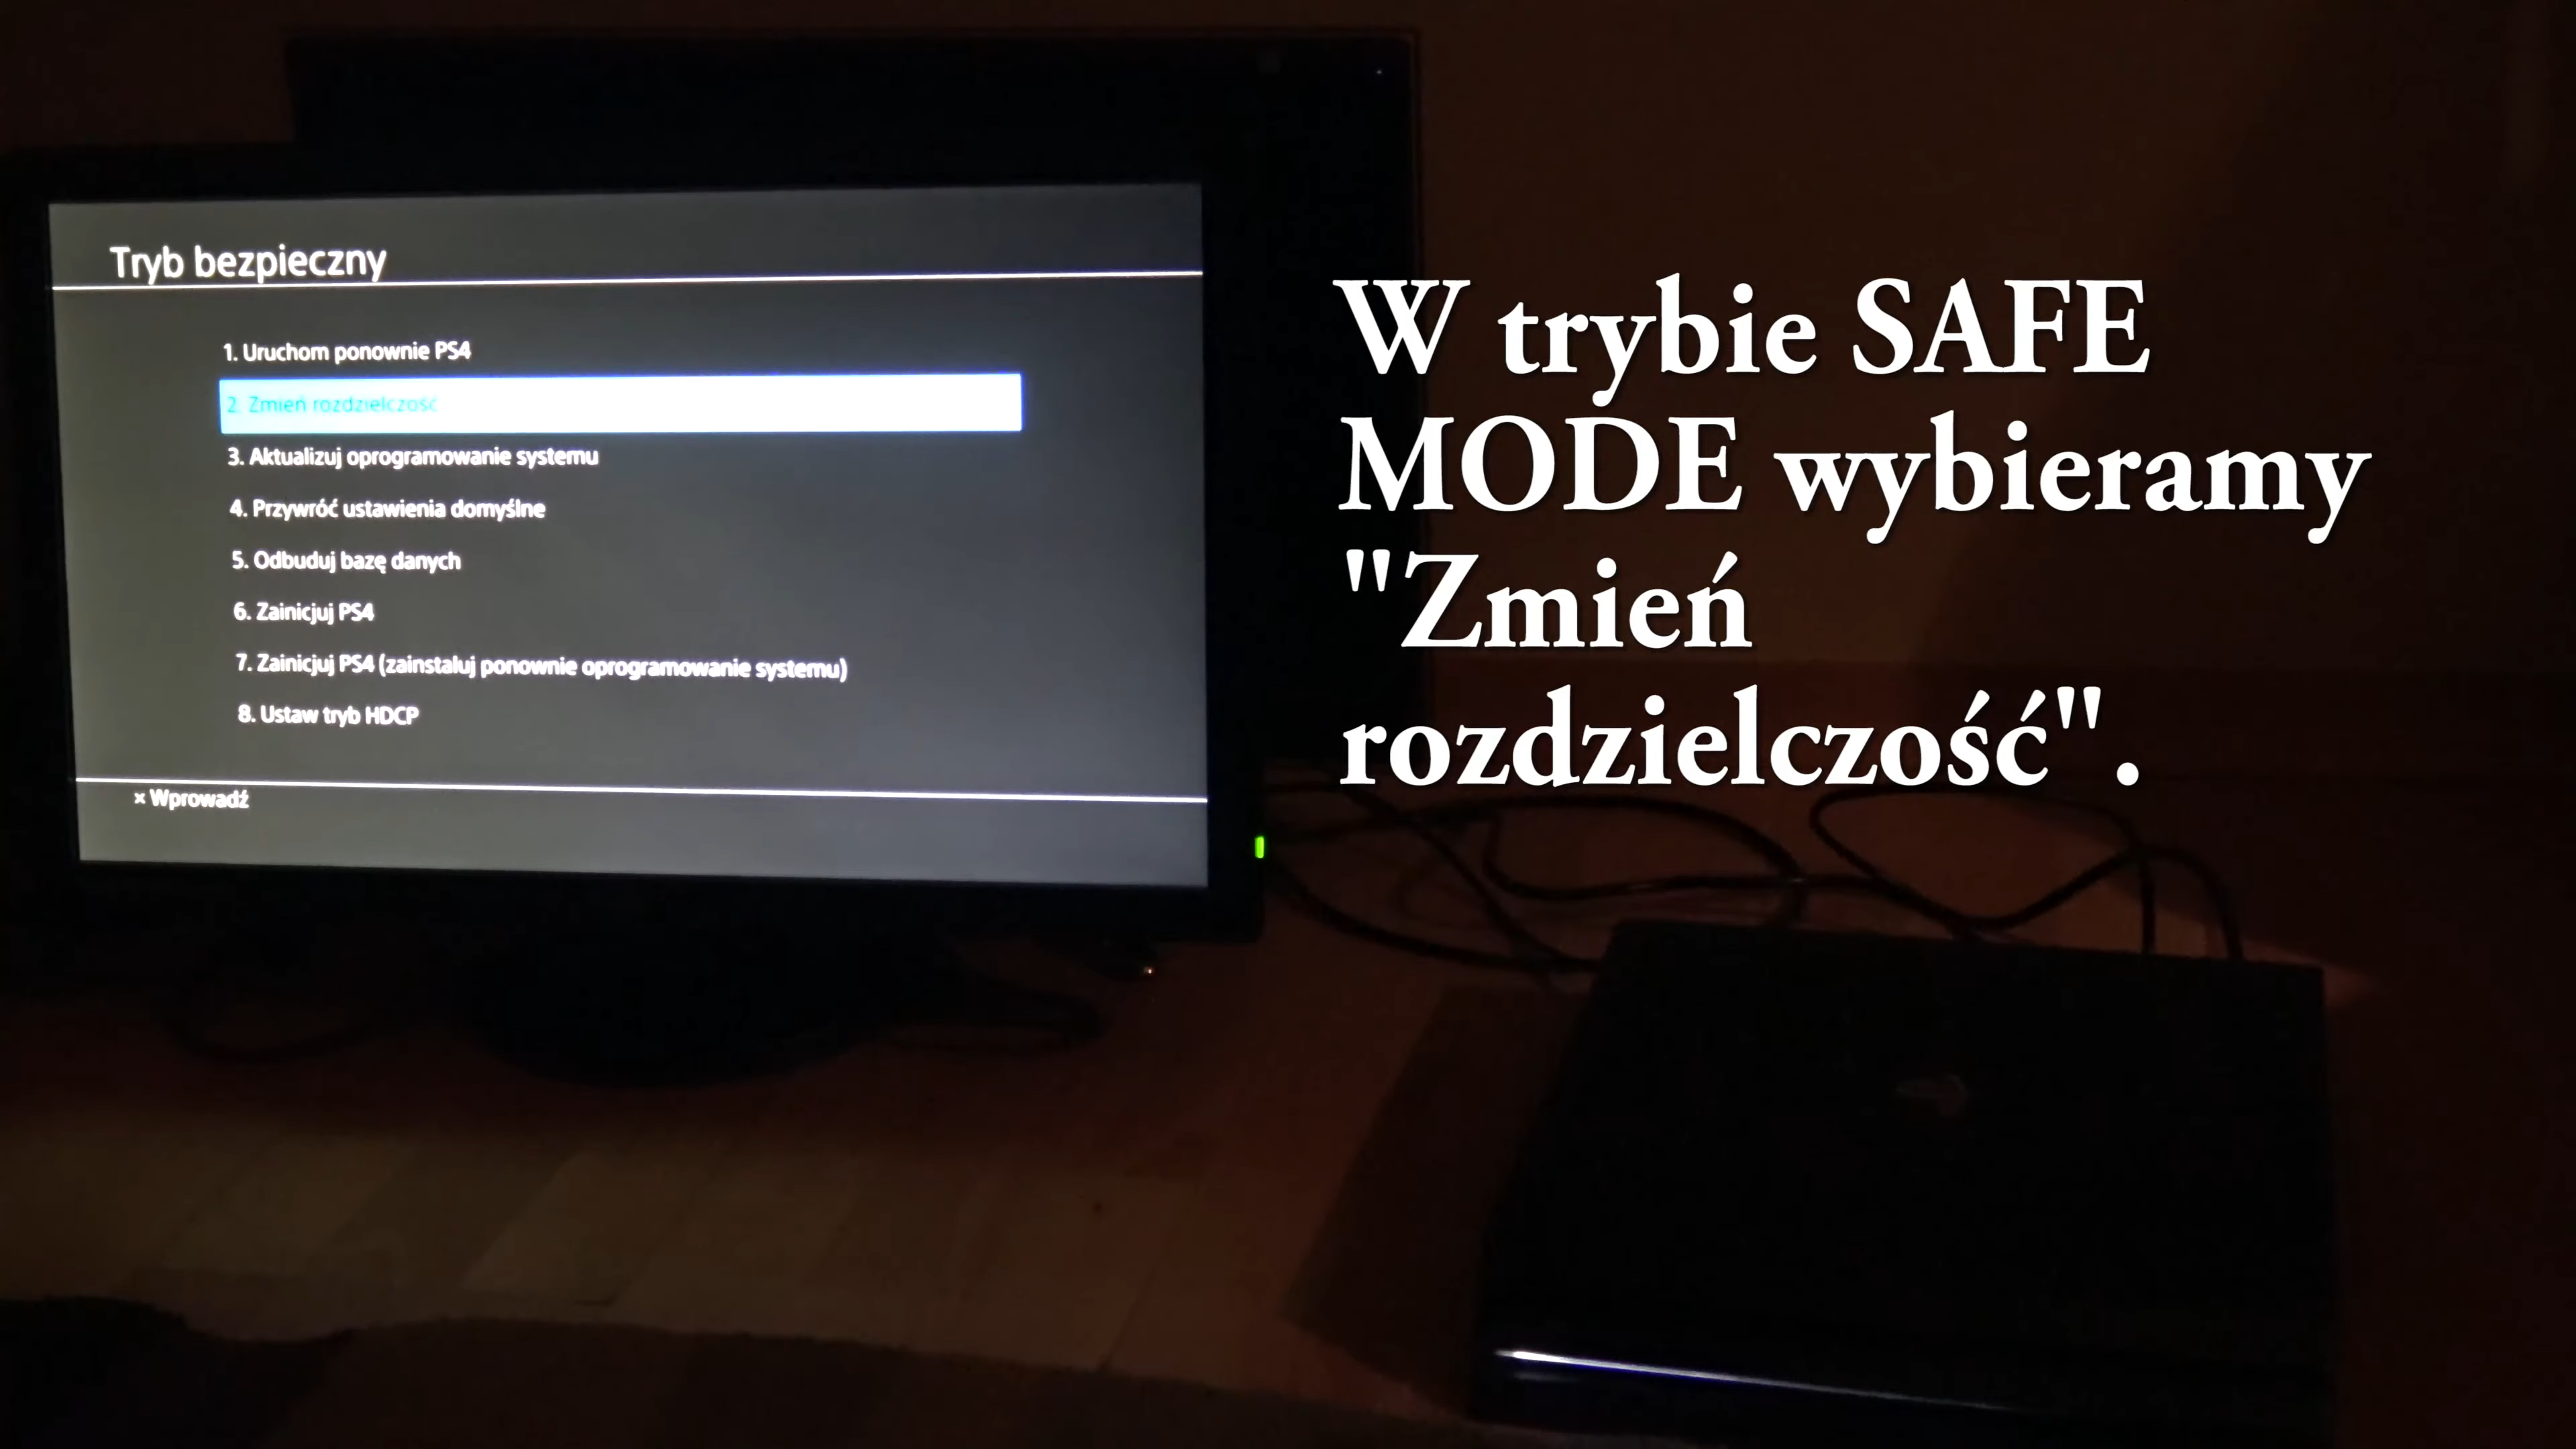 Tryb bezpieczny
1. Uruchom ponownie PS4
2. Zmień rozdzielczość
3. Aktualizuj oprogramowanie systemu
4. Przywróć ustawienia domyślne
5. Odbuduj bazę danych
6. Zainicjuj PS4
7. Zainicjuj PS4 (zainstaluj ponownie oprogramowanie systemu)
8. Ustaw tryb HDCP
× Wprowadź
W trybie SAFE
MODE wybieramy
"Zmień
rozdzielczość".